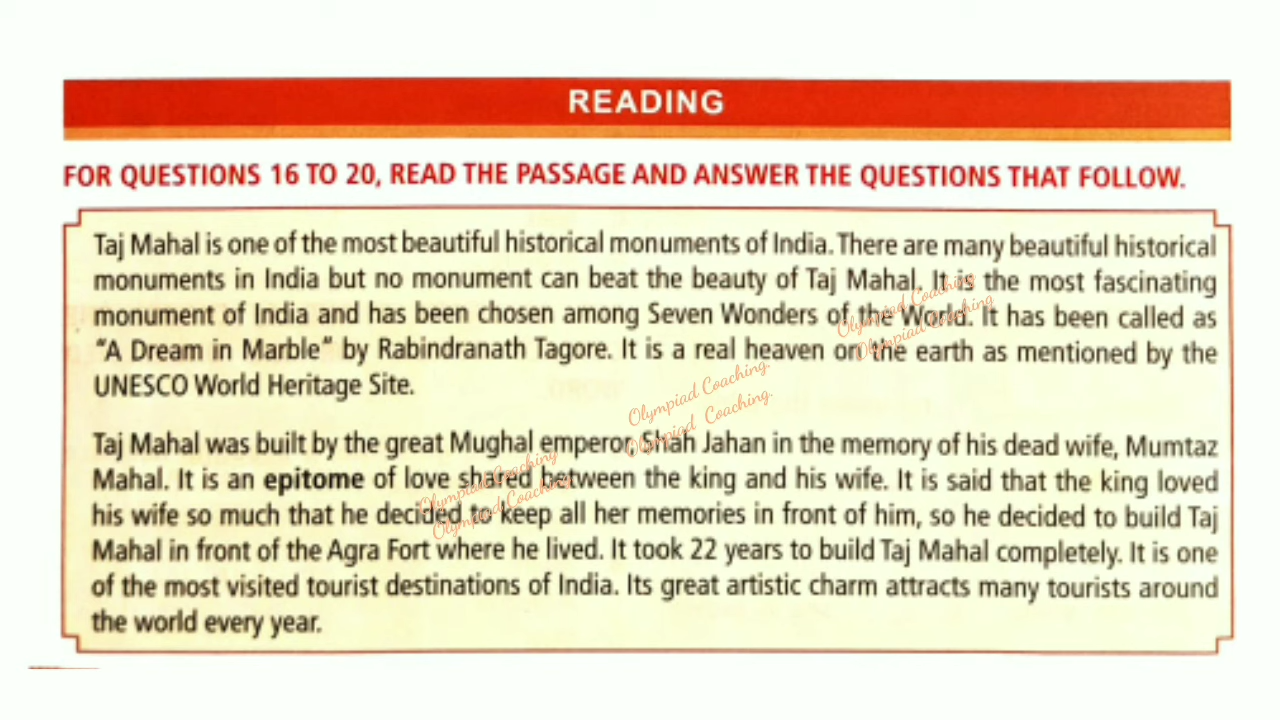 READING
FOR QUESTIONS 16 TO 20, READ THE PASSAGE AND ANSWER THE QUESTIONS THAT FOLLOW.
Taj Mahal is one of the most beautiful historical monuments of India. There are many beautiful historical
monuments in India but no monument can beat the beauty of Taj Mahal. It is the most fascinating
monument of India and has been chosen among Seven Wonders of the Word. It has been called as
"A Dream in Marble" by Rabindranath Tagore. It is a real heaven on the earth as mentioned by the
UNESCO World Heritage Site.
Taj Mahal was built by the great Mughal emperor, Shah Jahan in the memory of his dead wife, Mumtaz
Mahal. It is an epitome of love shared between the king and his wife. It is said that the king loved
his wife so much that he decided to keep all her memories in front of him, so he decided to build Taj
Mahal in front of the Agra Fort where he lived. It took 22 years to build Taj Mahal completely. It is one
of the most visited tourist destinations of India. Its great artistic charm attracts many tourists around
the world every year.
Olympiad Coaching
Olympiad Coaching
Olympiad Coaching.
Olympiad Coaching.
Olympiad Coaching
Olympiad Coaching